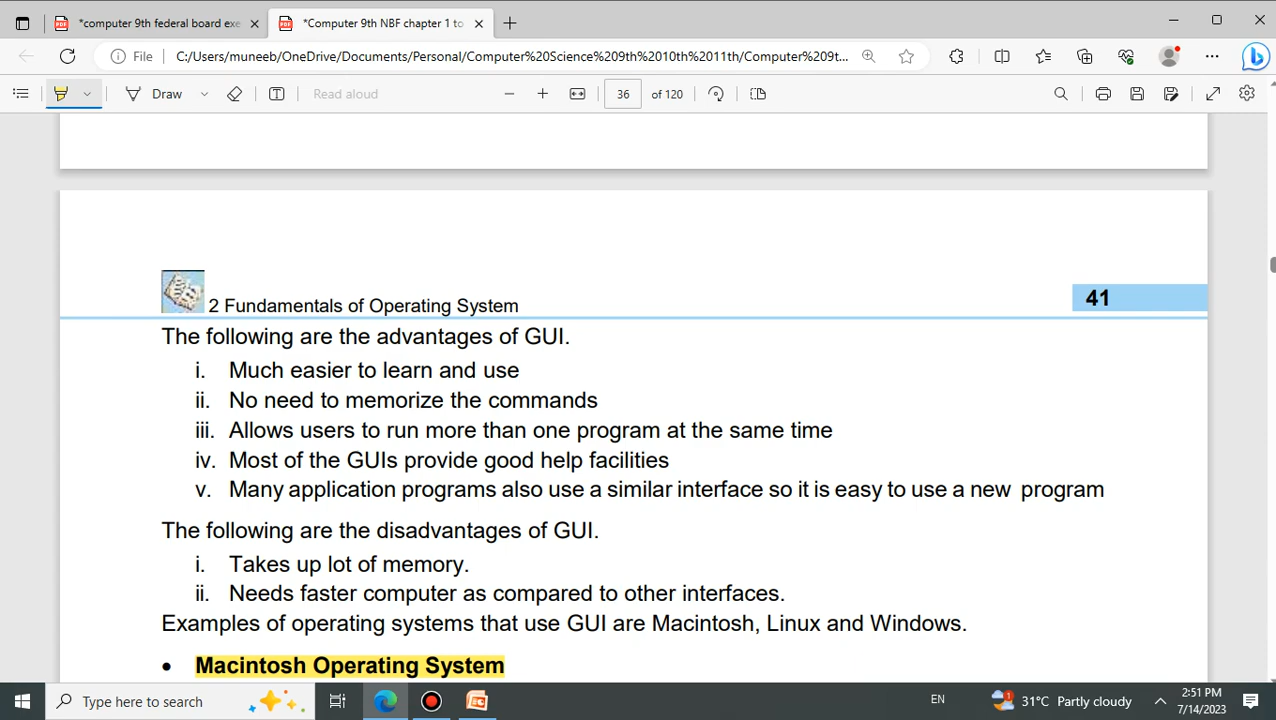 *computer 9th federal board exe
*Computer 9th NBF chapter 1 to
File
C:/Users/muneeb/OneDrive/Documents/Personal/Computer%20Science%209th%2010th%2011th/Computer%209t...
Draw
Read aloud
36 of 120
2 Fundamentals of Operating System
41
The following are the advantages of GUI.
i. Much easier to learn and use
ii. No need to memorize the commands
iii. Allows users to run more than one program at the same time
iv. Most of the GUIs provide good help facilities
v. Many application programs also use a similar interface so it is easy to use a new program
The following are the disadvantages of GUI.
i. Takes up lot of memory.
ii. Needs faster computer as compared to other interfaces.
Examples of operating systems that use GUI are Macintosh, Linux and Windows.
• Macintosh Operating System
Type here to search
EN
1
31°C Partly cloudy
2:51 PM
7/14/2023